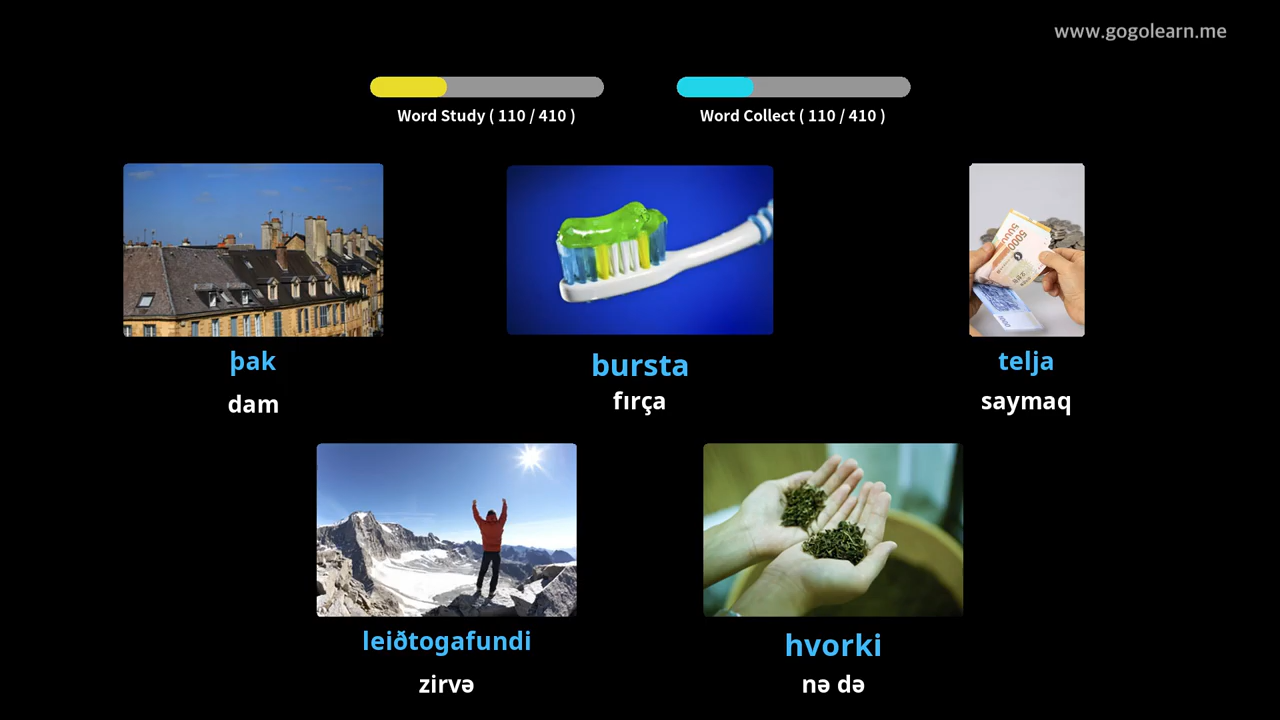 www.gogolearn.me
Word Study ( 110 / 410 )
Word Collect ( 110 / 410 )
þak
dam
bursta
fırça
telja
saymaq
leiðtogafundi
zirvə
hvorki
nə də